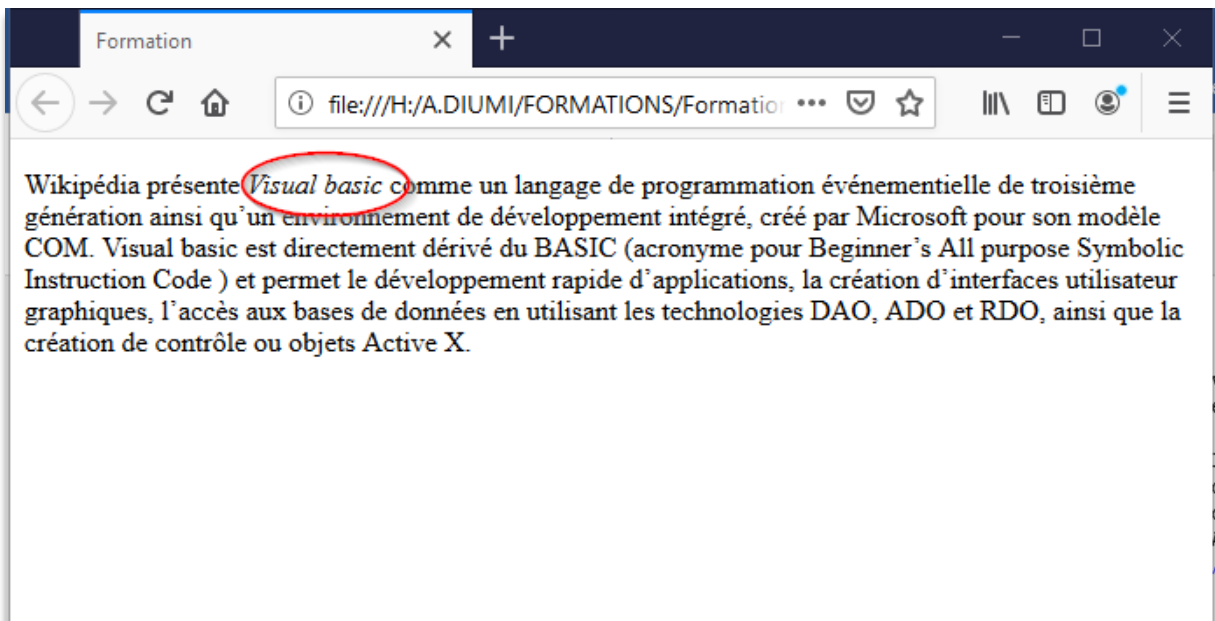 Formation
file:///H:/A.DIUMI/FORMATIONS/Formation
Wikipédia présente Visual basic comme un langage de programmation événementielle de troisième
génération ainsi qu’un environnement de développement intégré, créé par Microsoft pour son modèle
COM. Visual basic est directement dérivé du BASIC (acronyme pour Beginner’s All purpose Symbolic
Instruction Code ) et permet le développement rapide d’applications, la création d’interfaces utilisateur
graphiques, l’accès aux bases de données en utilisant les technologies DAO, ADO et RDO, ainsi que la
création de contrôle ou objets Active X.